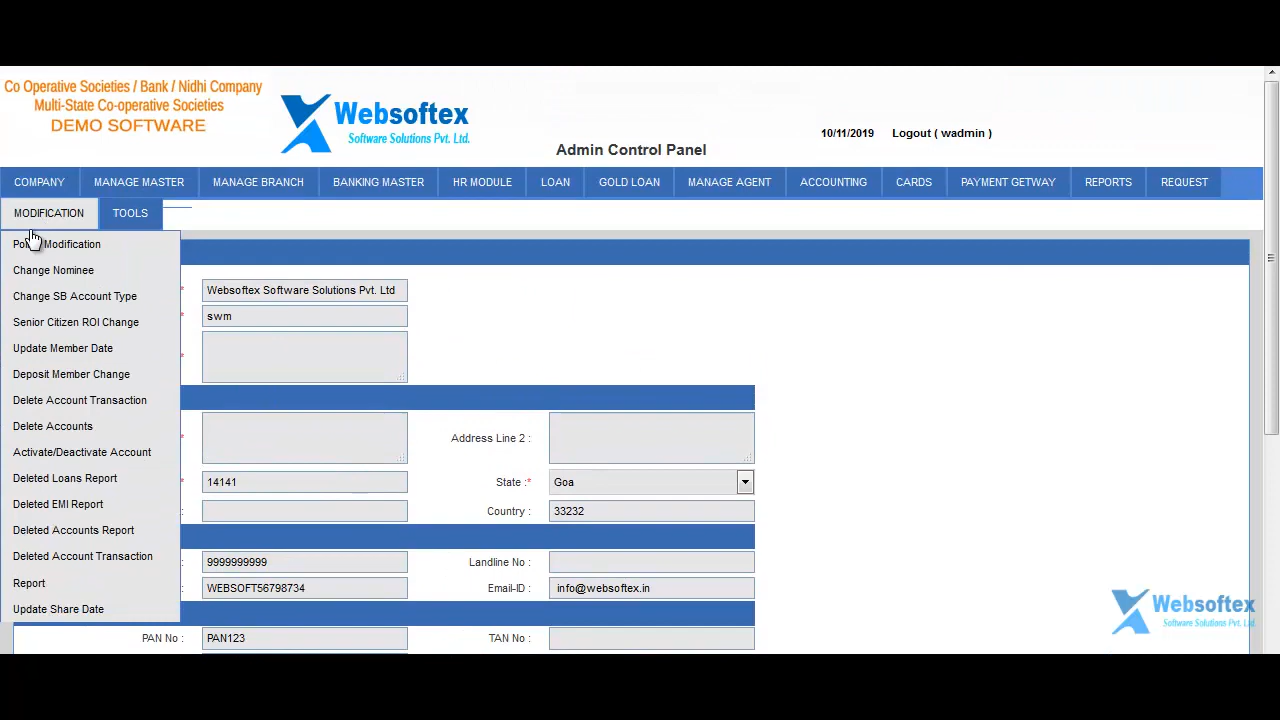 Co Operative Societies / Bank / Nidhi Company
Multi-State Co-operative Societies
DEMO SOFTWARE
Websoftex
Software Solutions Pvt. Ltd.
Admin Control Panel
10/11/2019 Logout ( wadmin )
COMPANY MANAGE MASTER MANAGE BRANCH BANKING MASTER HR MODULE LOAN GOLD LOAN MANAGE AGENT ACCOUNTING CARDS PAYMENT GETWAY REPORTS REQUEST
MODIFICATION TOOLS
Modification
Change Nominee
Change SB Account Type
Senior Citizen ROI Change
Update Member Date
Deposit Member Change
Delete Account Transaction
Delete Accounts
Activate/Deactivate Account
Deleted Loans Report
Deleted EMI Report
Deleted Accounts Report
Deleted Account Transaction
Report
Update Share Date
* Websoftex Software Solutions Pvt. Ltd
* swm
*
* Address Line 2 :
* 14141 State :* Goa
: Country : 33232
: 9999999999 Landline No :
: WEBSOFT56798734 Email-ID : info@websoftex.in
PAN No : PAN123 TAN No :
Websoftex
Software Solutions Pvt. Ltd.